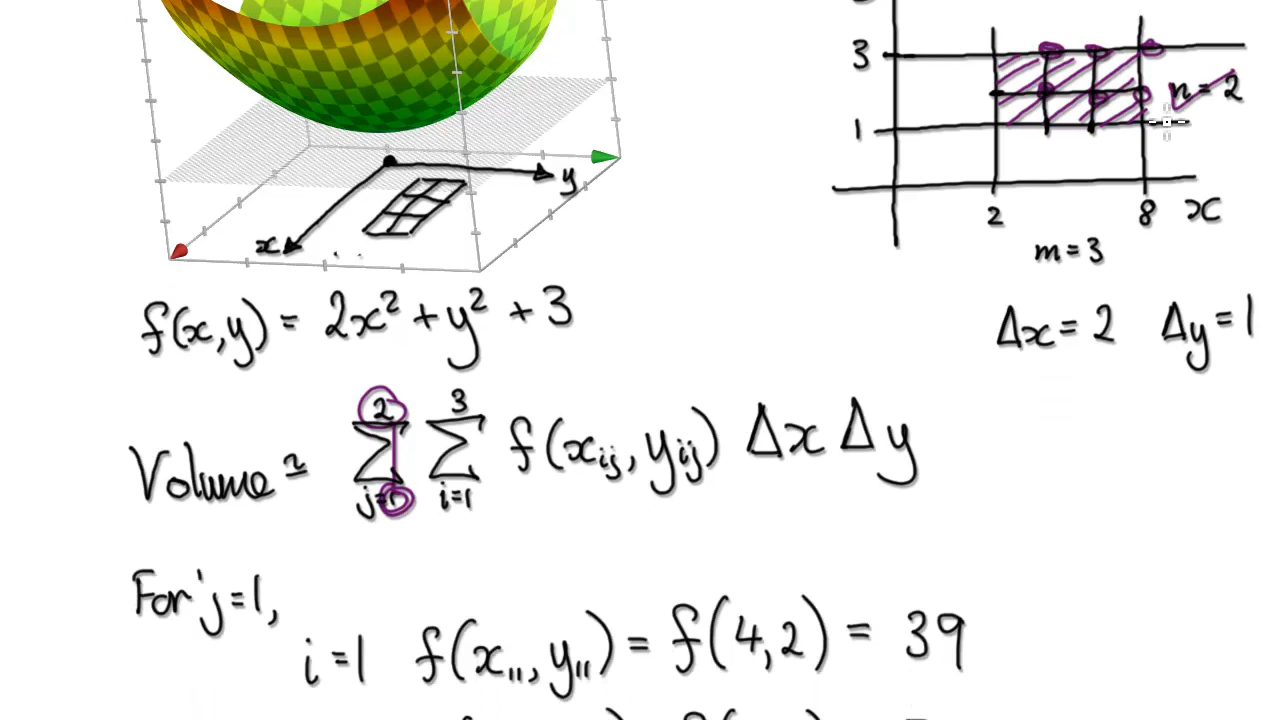 3
n = 2
1
y
x
2 8 x
m = 3
f(x,y) = 2x² + y² + 3
Δx = 2 Δy = 1
2 3
Volume ≃ Σ Σ f(xij, yij) Δx Δy
j=1 i=1
For j=1,
i=1 f(x₁₁, y₁₁) = f(4,2) = 39